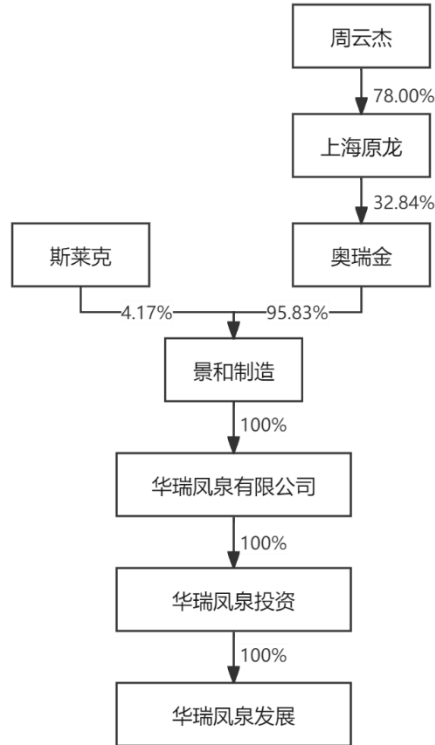 周云杰
78.00%
上海原龙
32.84%
斯莱克
奥瑞金
4.17%
95.83%
景和制造
100%
华瑞凤泉有限公司
100%
华瑞凤泉投资
100%
华瑞凤泉发展